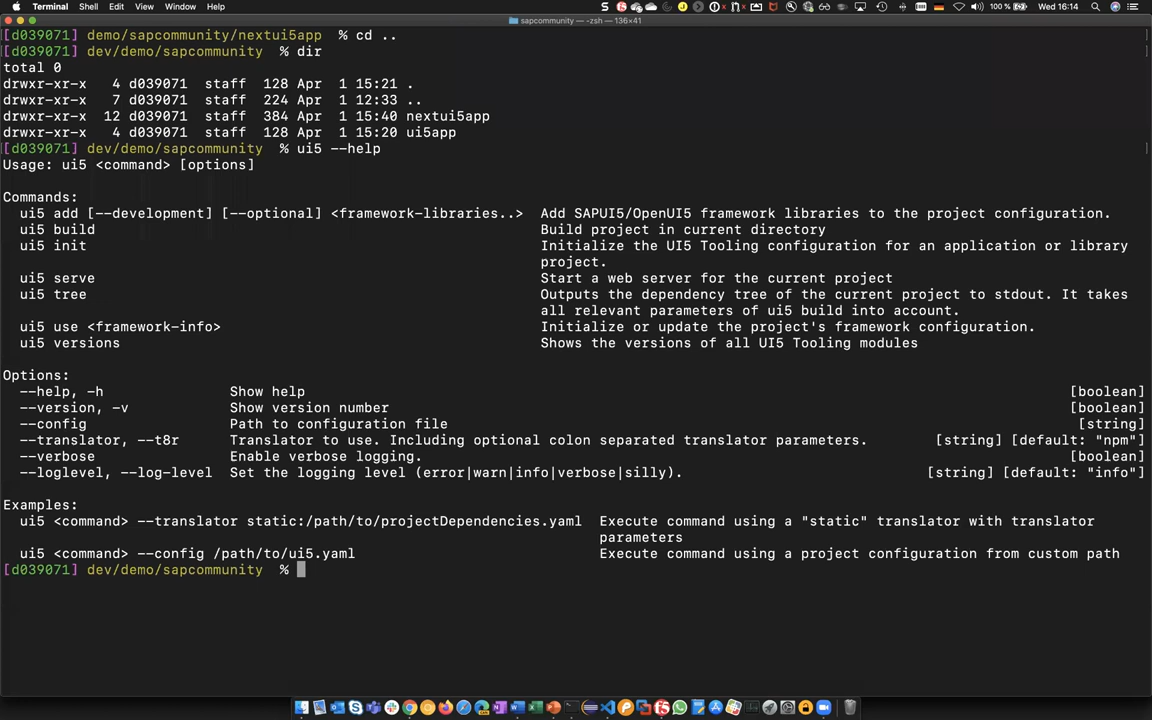 Terminal Shell Edit View Window Help 100 % Wed 16:14
sapcommunity — -zsh — 136×41
[d039071] demo/sapcommunity/nextui5app % cd ..
[d039071] dev/demo/sapcommunity % dir
total 0
drwxr-xr-x 4 d039071 staff 128 Apr 1 15:21 .
drwxr-xr-x 7 d039071 staff 224 Apr 1 12:33 ..
drwxr-xr-x 12 d039071 staff 384 Apr 1 15:40 nextui5app
drwxr-xr-x 4 d039071 staff 128 Apr 1 15:20 ui5app
[d039071] dev/demo/sapcommunity % ui5 --help
Usage: ui5 <command> [options]
Commands:
ui5 add [--development] [--optional] <framework-libraries..> Add SAPUI5/OpenUI5 framework libraries to the project configuration.
ui5 build Build project in current directory
ui5 init Initialize the UI5 Tooling configuration for an application or library
project.
ui5 serve Start a web server for the current project
ui5 tree Outputs the dependency tree of the current project to stdout. It takes
all relevant parameters of ui5 build into account.
ui5 use <framework-info> Initialize or update the project's framework configuration.
ui5 versions Shows the versions of all UI5 Tooling modules
Options:
--help, -h Show help [boolean]
--version, -v Show version number [boolean]
--config Path to configuration file [string]
--translator, --t8r Translator to use. Including optional colon separated translator parameters. [string] [default: "npm"]
--verbose Enable verbose logging. [boolean]
--loglevel, --log-level Set the logging level (error|warn|info|verbose|silly). [string] [default: "info"]
Examples:
ui5 <command> --translator static:/path/to/projectDependencies.yaml Execute command using a "static" translator with translator
parameters
ui5 <command> --config /path/to/ui5.yaml Execute command using a project configuration from custom path
[d039071] dev/demo/sapcommunity %